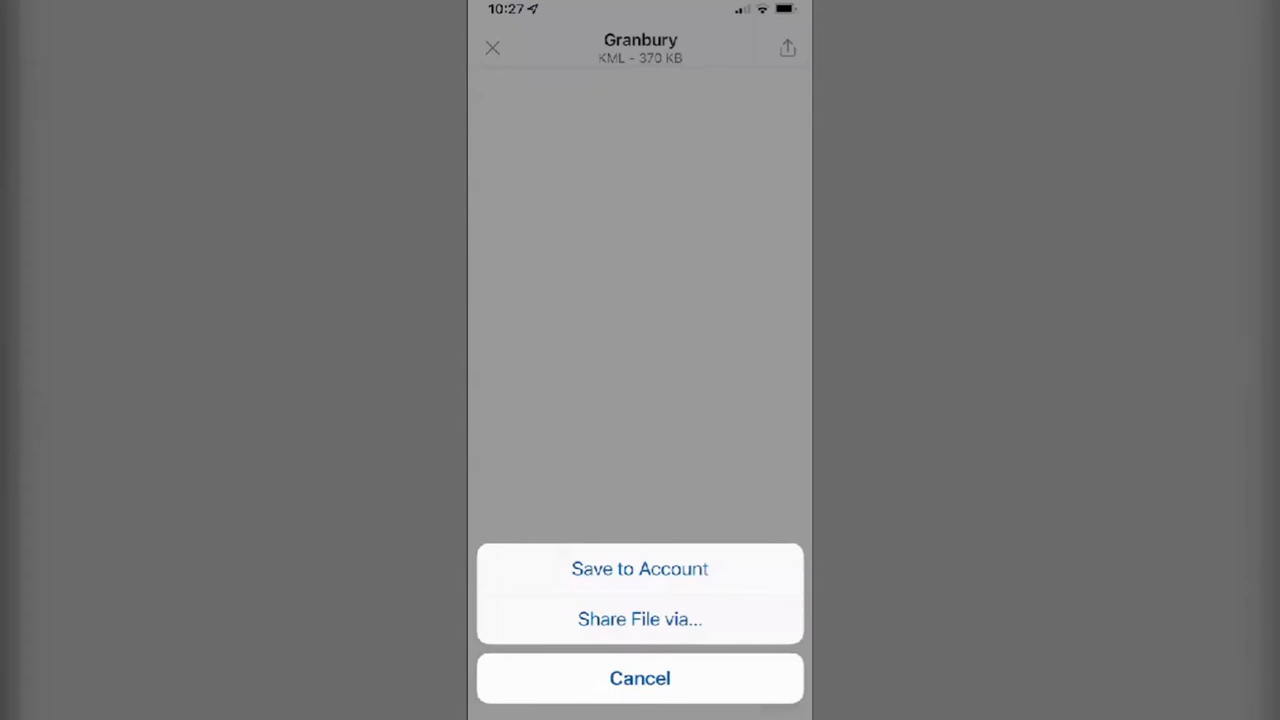 10:27
Granbury
KML - 370 KB
Save to Account
Share File via...
Cancel